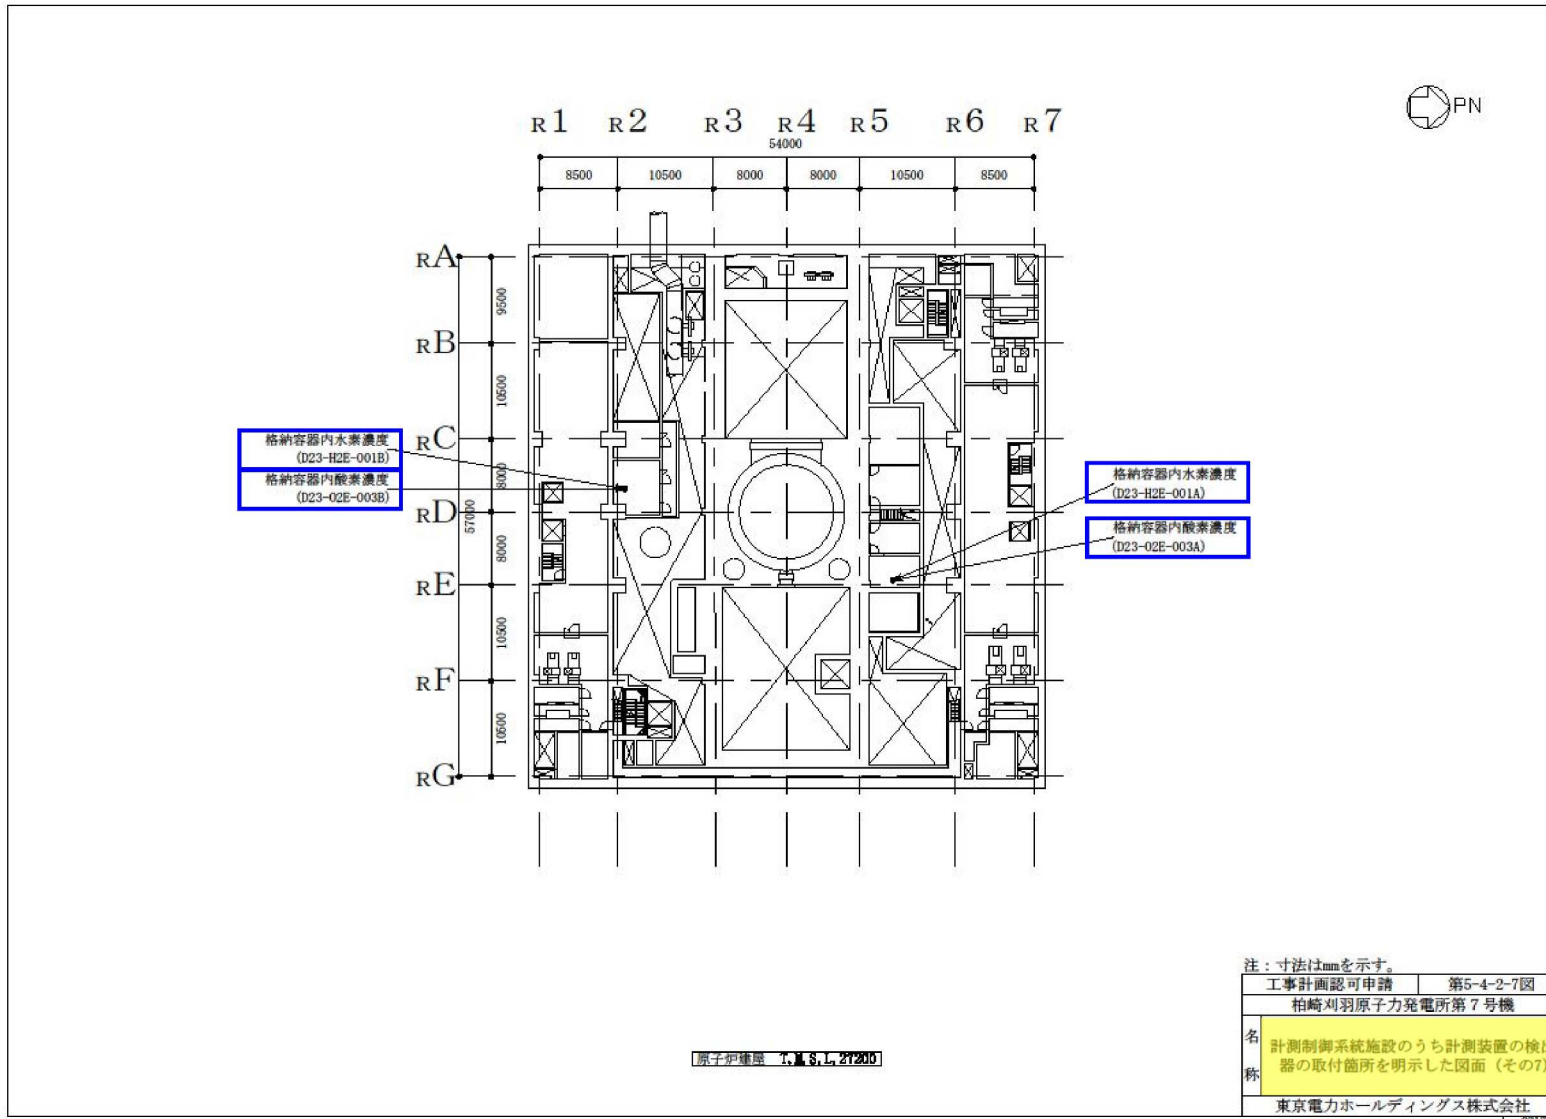 PN
R1 R2 R3 R4 R5 R6 R7
54000
8500 10500 8000 8000 10500 8500
RA
9500
RB
10500
RC
格納容器内水素濃度
(D23-H2E-001B)
格納容器内酸素濃度
(D23-O2E-003B)
8000
57000
RD
格納容器内水素濃度
(D23-H2E-001A)
格納容器内酸素濃度
(D23-O2E-003A)
8000
RE
10500
RF
10500
RG
注：寸法は㎜を示す。
工事計画認可申請 第5-4-2-7図
柏崎刈羽原子力発電所第７号機
名称
計測制御系統施設のうち計測装置の検出
器の取付箇所を明示した図面（その7）
東京電力ホールディングス株式会社
原子炉建屋 T.M.S.L.27200